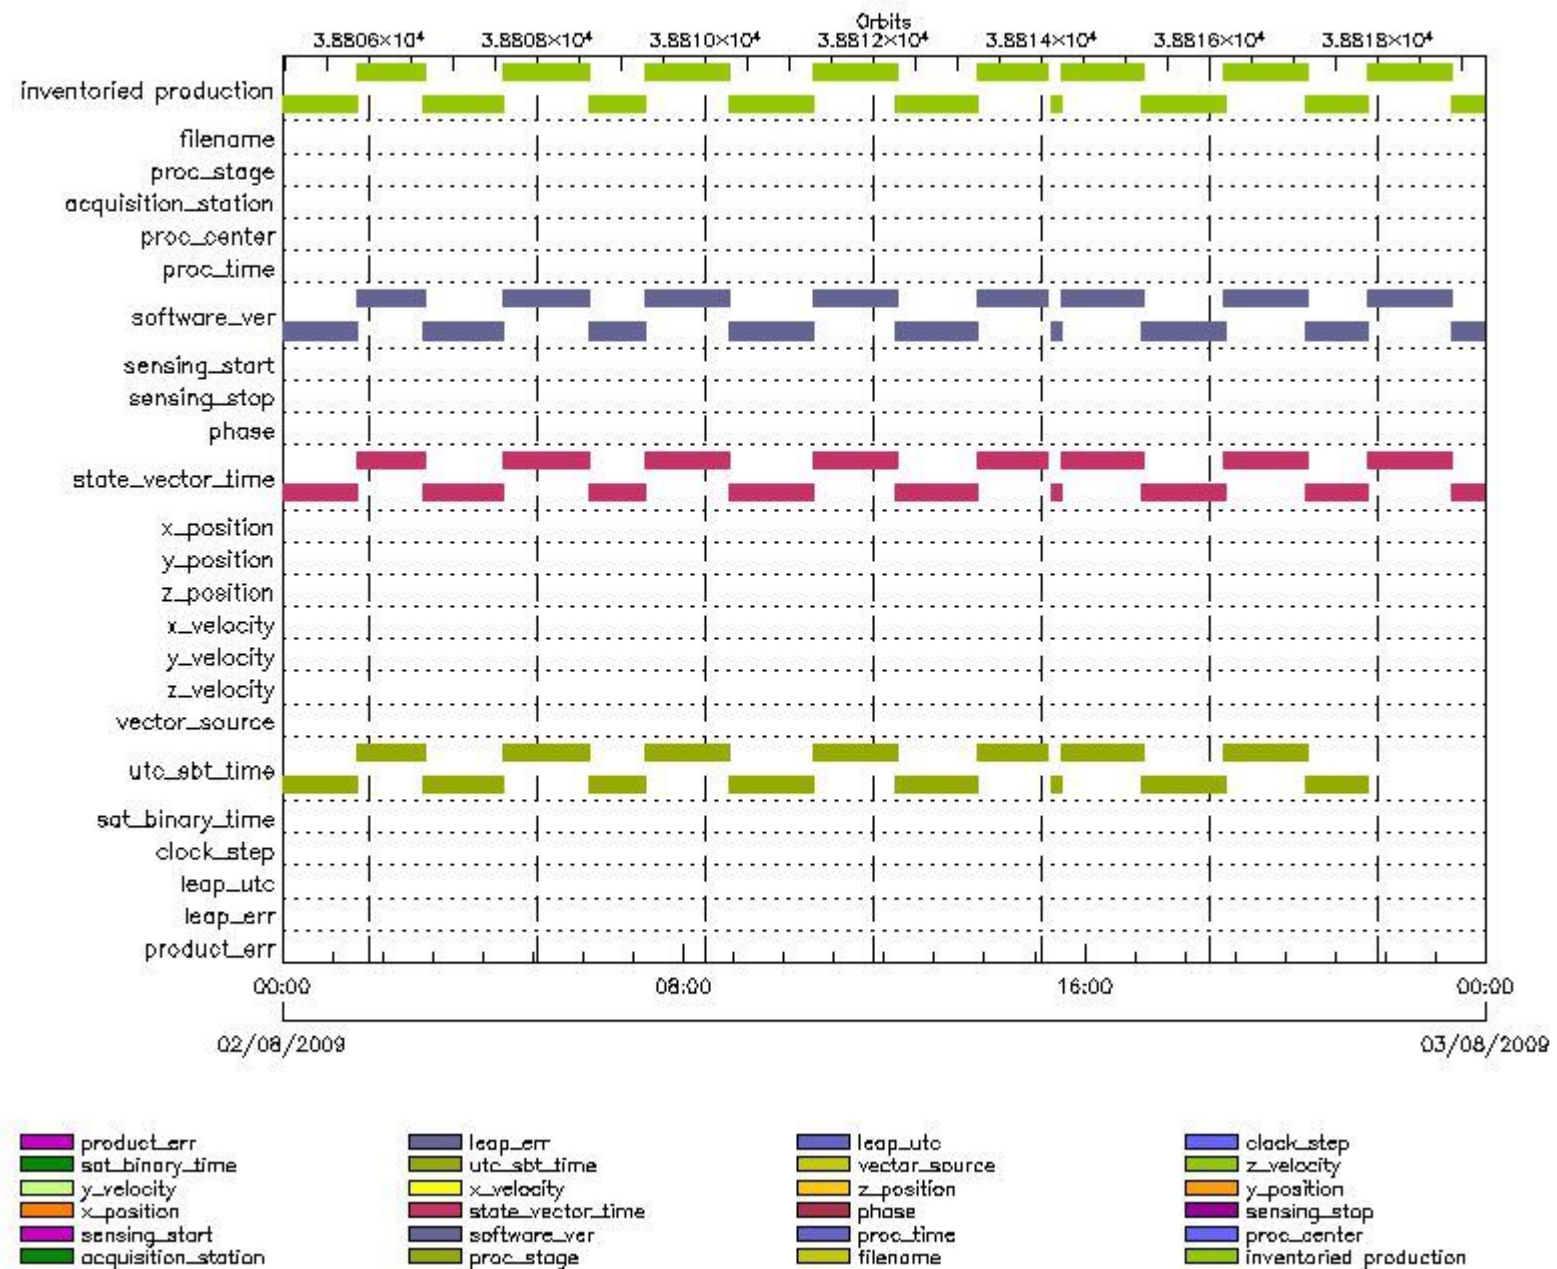 Orbits
3.8806×10⁴ 3.8808×10⁴ 3.8810×10⁴ 3.8812×10⁴ 3.8814×10⁴ 3.8816×10⁴ 3.8818×10⁴
inventoried production
filename
proc_stage
acquisition_station
proc_center
proc_time
software_ver
sensing_start
sensing_stop
phase
state_vector_time
x_position
y_position
z_position
x_velocity
y_velocity
z_velocity
vector_source
utc_sbt_time
sat_binary_time
clock_step
leap_utc
leap_err
product_err
00:00 08:00 16:00 00:00
02/08/2009 03/08/2009
product_err leap_err leap_utc clock_step
sat_binary_time utc_sbt_time vector_source z_velocity
y_velocity x_velocity z_position y_position
x_position state_vector_time phase sensing_stop
sensing_start software_ver proc_time proc_center
acquisition_station proc_stage filename inventoried production